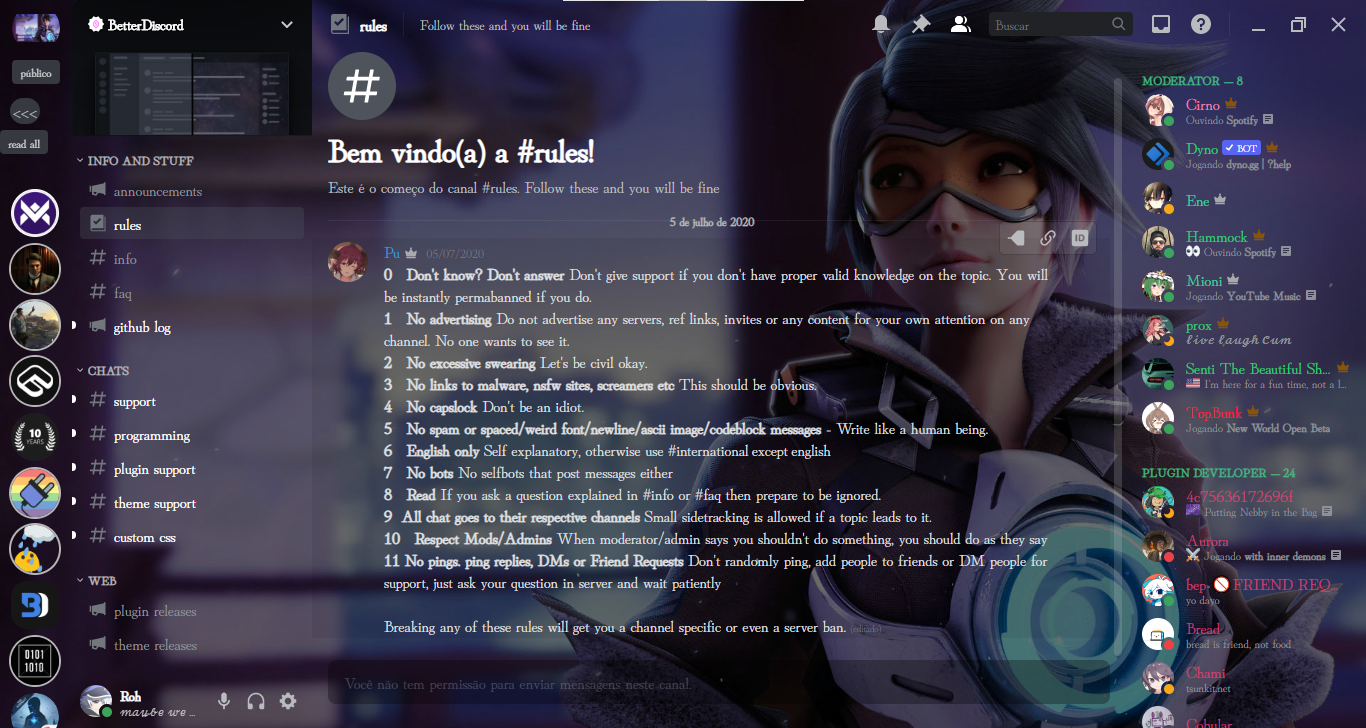 BetterDiscord
rules
Follow these and you will be fine
Buscar
público
<<<
read all
10
YEARS
0101
1010
INFO AND STUFF
announcements
rules
info
faq
github log
CHATS
support
programming
plugin support
theme support
custom css
WEB
plugin releases
theme releases
Roh
maybe we ...
Bem vindo(a) a #rules!
Este é o começo do canal #rules. Follow these and you will be fine
5 de julho de 2020
ID
Pu 05/07/2020
0 Don't know? Don't answer Don't give support if you don't have proper valid knowledge on the topic. You will
be instantly permabanned if you do.
1 No advertising Do not advertise any servers, ref links, invites or any content for your own attention on any
channel. No one wants to see it.
2 No excessive swearing Let's be civil okay.
3 No links to malware, nsfw sites, screamers etc This should be obvious.
4 No capslock Don't be an idiot.
5 No spam or spaced/weird font/newline/ascii image/codeblock messages - Write like a human being.
6 English only Self explanatory, otherwise use #international except english
7 No bots No selfbots that post messages either
8 Read If you ask a question explained in #info or #faq then prepare to be ignored.
9 All chat goes to their respective channels Small sidetracking is allowed if a topic leads to it.
10 Respect Mods/Admins When moderator/admin says you shouldn't do something, you should do as they say
11 No pings. ping replies, DMs or Friend Requests Don't randomly ping, add people to friends or DM people for
support, just ask your question in server and wait patiently
Breaking any of these rules will get you a channel specific or even a server ban. (editado)
Você não tem permissão para enviar mensagens neste canal.
MODERATOR — 8
Cirno
Ouvindo Spotify
Dyno ✓ BOT
Jogando dyno.gg | ?help
Ene
Hammock
👀 Ouvindo Spotify
Mioni
Jogando YouTube Music
prox
live laugh cum
Senti The Beautiful Sh...
🇺🇸 I'm here for a fun time, not a l...
TopBunk
Jogando New World Open Beta
PLUGIN DEVELOPER — 24
4c75636172696f
Putting Nebby in the Bag
Aurora
⚔️ Jogando with inner demons
bep- 🚫 FRIEND REQ...
yo dayo
Bread
bread is friend, not food
Chami
tsunkit.net